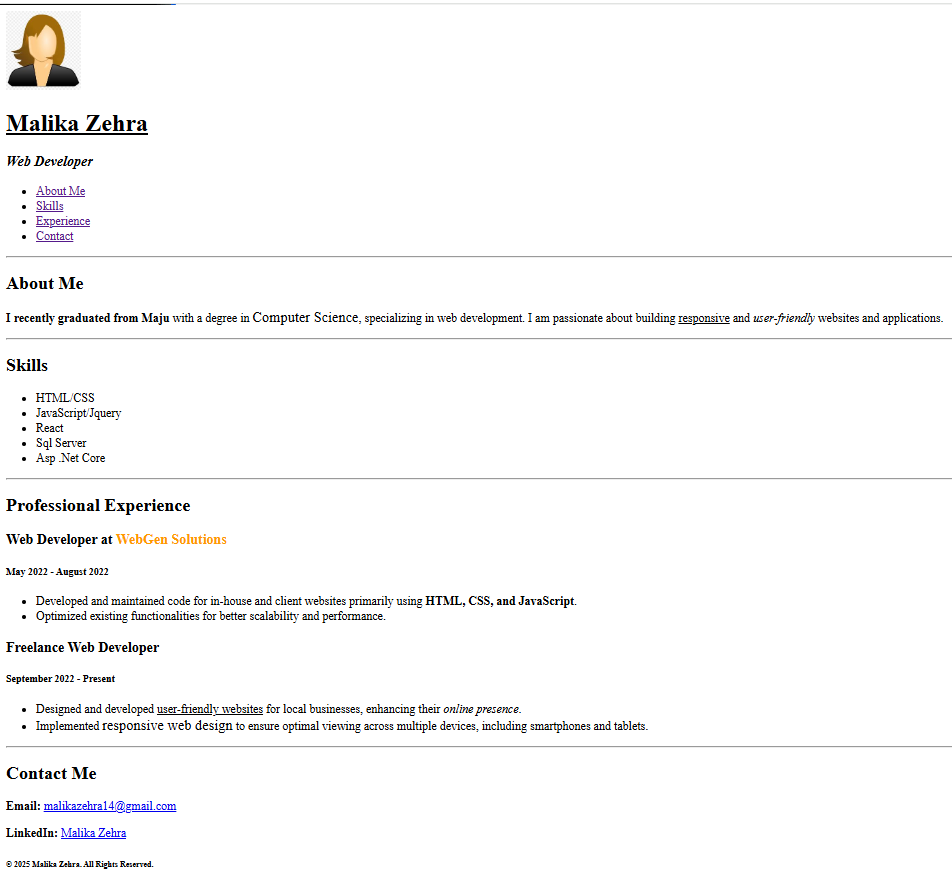 Malika Zehra
Web Developer
About Me
Skills
Experience
Contact
About Me
I recently graduated from Maju with a degree in Computer Science, specializing in web development. I am passionate about building responsive and user-friendly websites and applications.
Skills
HTML/CSS
JavaScript/Jquery
React
Sql Server
Asp .Net Core
Professional Experience
Web Developer at WebGen Solutions
May 2022 - August 2022
Developed and maintained code for in-house and client websites primarily using HTML, CSS, and JavaScript.
Optimized existing functionalities for better scalability and performance.
Freelance Web Developer
September 2022 - Present
Designed and developed user-friendly websites for local businesses, enhancing their online presence.
Implemented responsive web design to ensure optimal viewing across multiple devices, including smartphones and tablets.
Contact Me
Email: malikazehra14@gmail.com
LinkedIn: Malika Zehra
© 2025 Malika Zehra. All Rights Reserved.